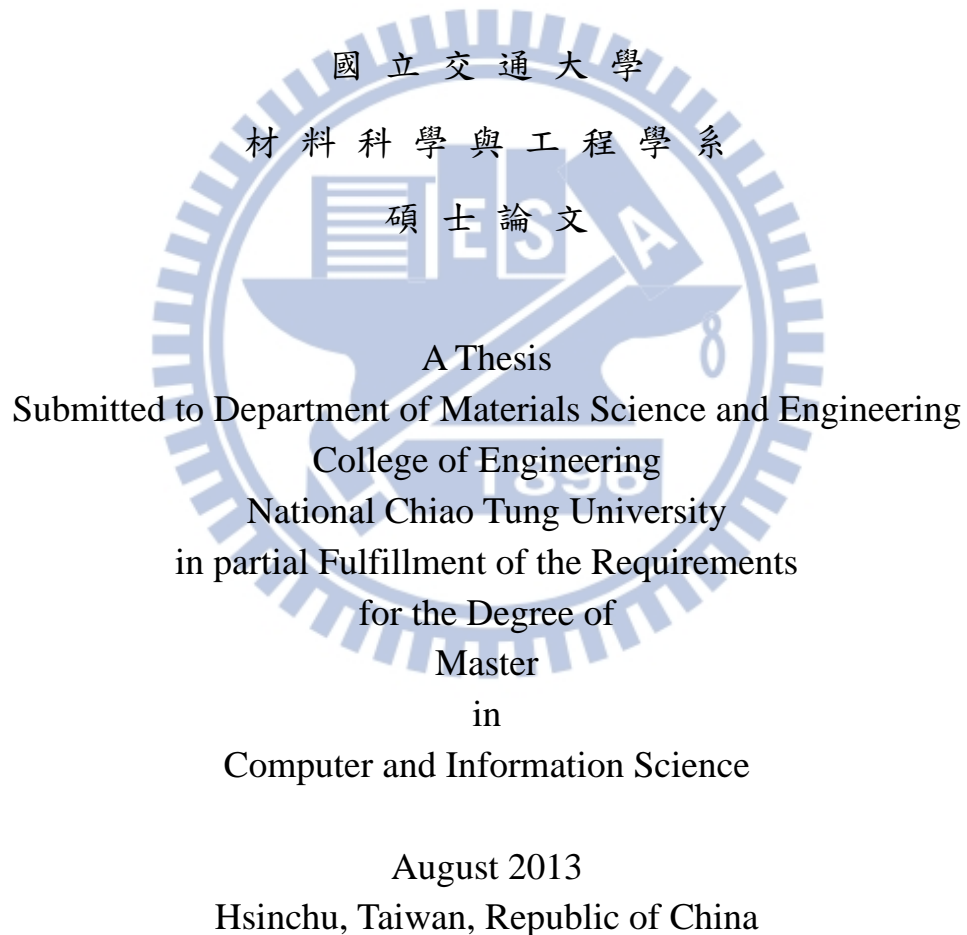 國立交通大學
材料科學與工程學系
碩士論文
ESA
8
A Thesis
Submitted to Department of Materials Science and Engineering
College of Engineering
1896
National Chiao Tung University
in partial Fulfillment of the Requirements
for the Degree of
Master
in
Computer and Information Science
August 2013
Hsinchu, Taiwan, Republic of China